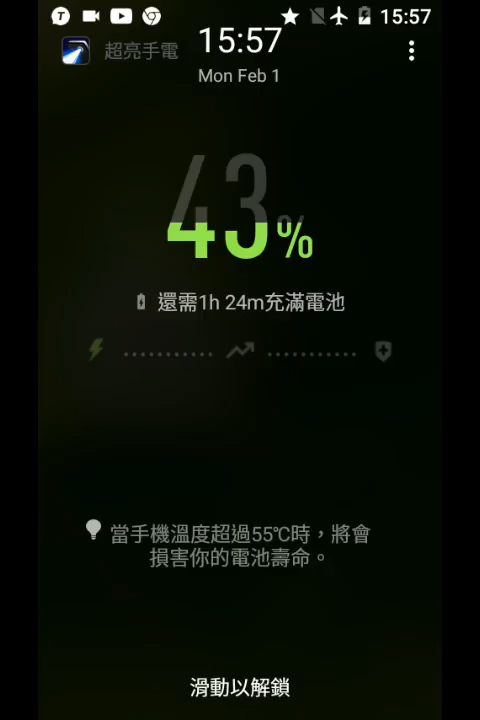 15:57
超亮手電
15:57
Mon Feb 1
43%
還需1h 24m充滿電池
當手機溫度超過55℃時，將會
損害你的電池壽命。
滑動以解鎖